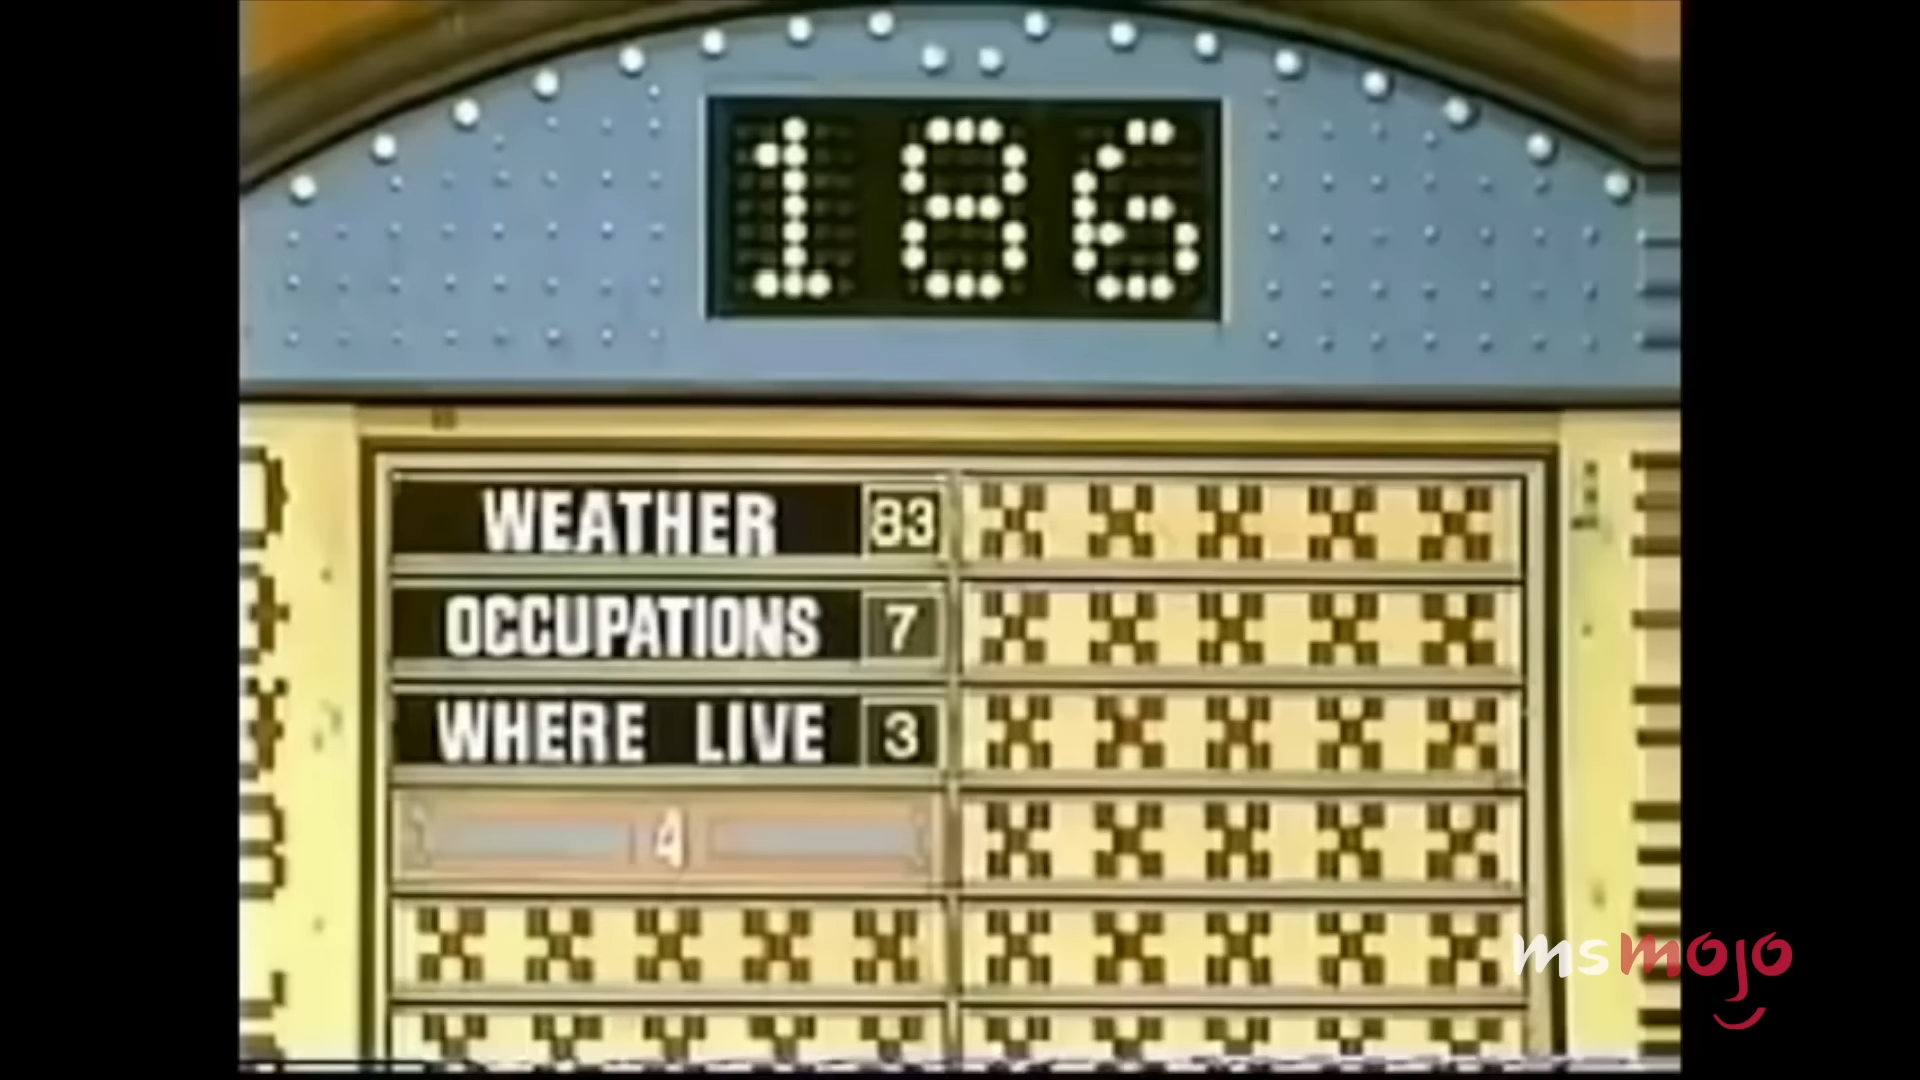 186
WEATHER 83
OCCUPATIONS 7
WHERE LIVE 3
4
msmojo